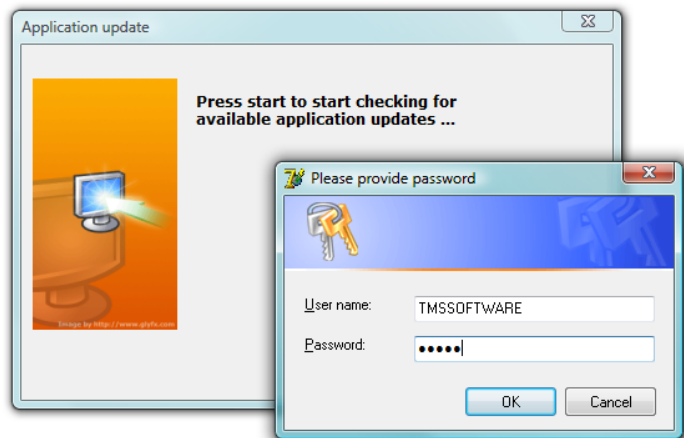 Application update
Press start to start checking for
available application updates ...
Image by http://www.glyfx.com
Please provide password
User name:
TMSSOFTWARE
Password:
•••••
OK
Cancel